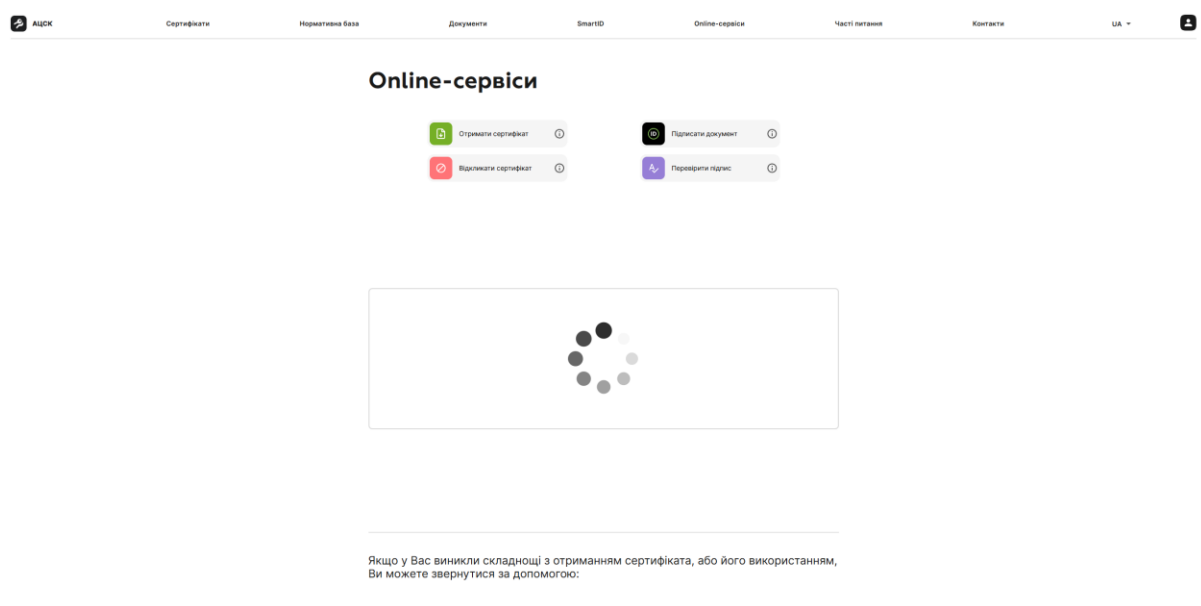 АЦСК
Сертифікати
Нормативна база
Документи
SmartID
Online-сервіси
Часті питання
Контакти
UA
Online-сервіси
Отримати сертифікат
Підписати документ
ID
Відкликати сертифікат
Перевірити підпис
Якщо у Вас виникли складнощі з отриманням сертифіката, або його використанням,
Ви можете звернутися за допомогою: